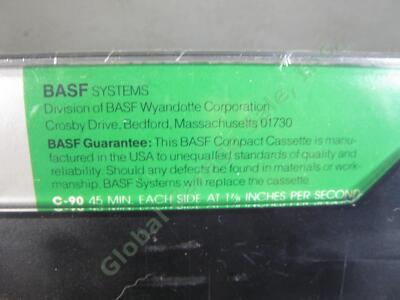 BASF SYSTEMS
Division of BASF Wyandotte Corporation
Crosby Drive, Bedford, Massachusetts 01730
BASF Guarantee: This BASF Compact Cassette is manu-
factured in the USA to unequalled standards of quality and
reliability. Should any defects be found in materials or work-
manship, BASF Systems will replace the cassette.
C-90 45 MIN. EACH SIDE AT 1⅞ INCHES PER SECOND